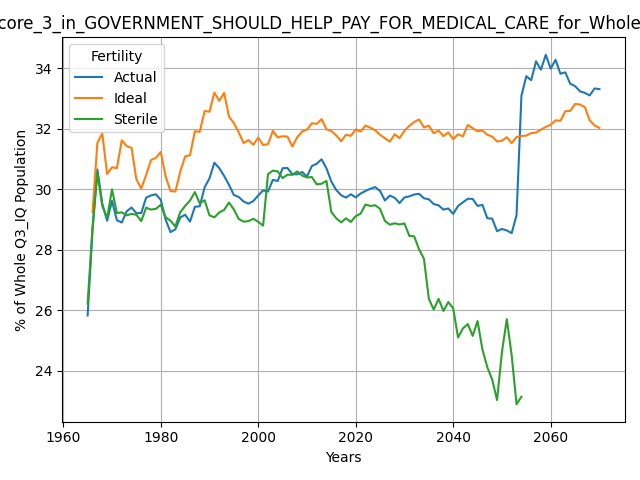 core_3_in_GOVERNMENT_SHOULD_HELP_PAY_FOR_MEDICAL_CARE_for_Whole
Fertility
Actual
Ideal
Sterile
% of Whole Q3_IQ Population
34
32
30
28
26
24
1960
1980
2000
2020
2040
2060
Years